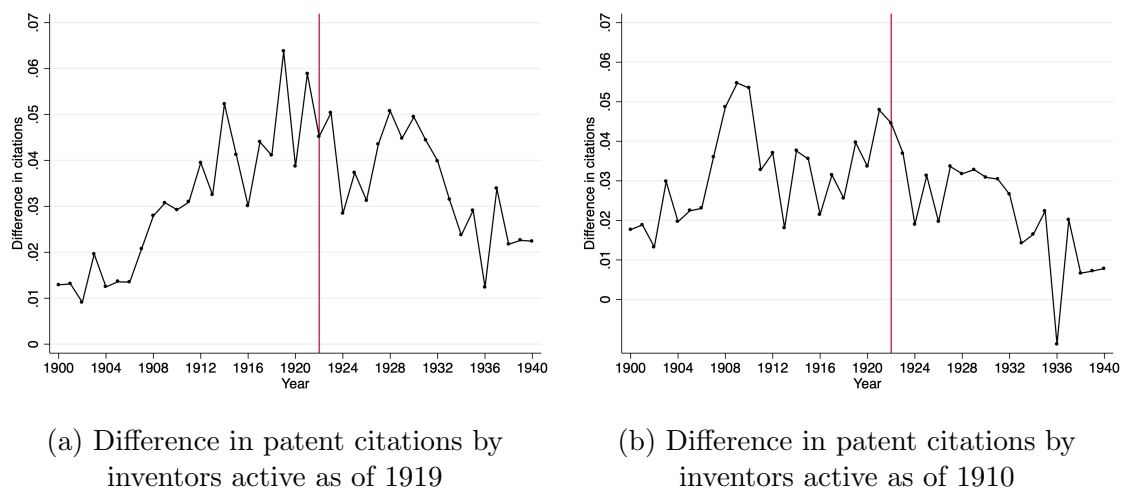 .07
.06
.05
.04
.03
.02
.01
0
Difference in citations
1900 1904 1908 1912 1916 1920 1924 1928 1932 1936 1940
Year
(a) Difference in patent citations by
inventors active as of 1919
.07
.06
.05
.04
.03
.02
.01
0
Difference in citations
1900 1904 1908 1912 1916 1920 1924 1928 1932 1936 1940
Year
(b) Difference in patent citations by
inventors active as of 1910